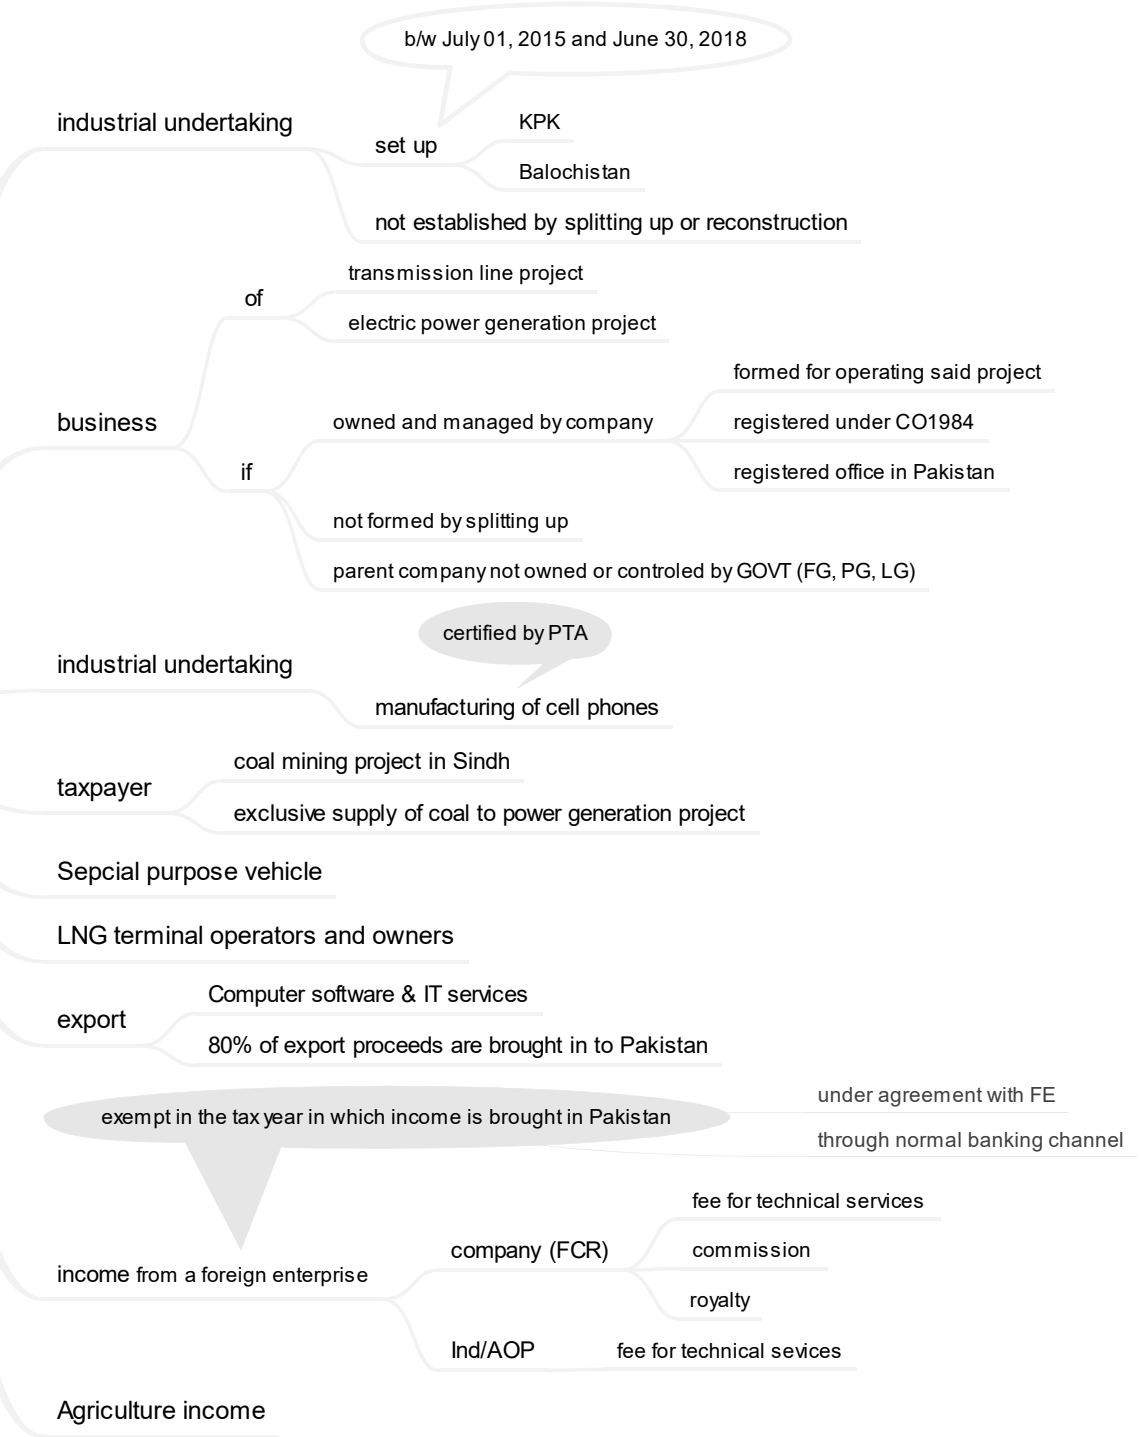 b/w July 01, 2015 and June 30, 2018
industrial undertaking
set up
KPK
Balochistan
not established by splitting up or reconstruction
business
of
transmission line project
electric power generation project
if
owned and managed by company
formed for operating said project
registered under CO1984
registered office in Pakistan
not formed by splitting up
parent company not owned or controled by GOVT (FG, PG, LG)
industrial undertaking
certified by PTA
manufacturing of cell phones
taxpayer
coal mining project in Sindh
exclusive supply of coal to power generation project
Sepcial purpose vehicle
LNG terminal operators and owners
export
Computer software & IT services
80% of export proceeds are brought in to Pakistan
exempt in the tax year in which income is brought in Pakistan
under agreement with FE
through normal banking channel
income from a foreign enterprise
company (FCR)
fee for technical services
commission
royalty
Ind/AOP
fee for technical sevices
Agriculture income